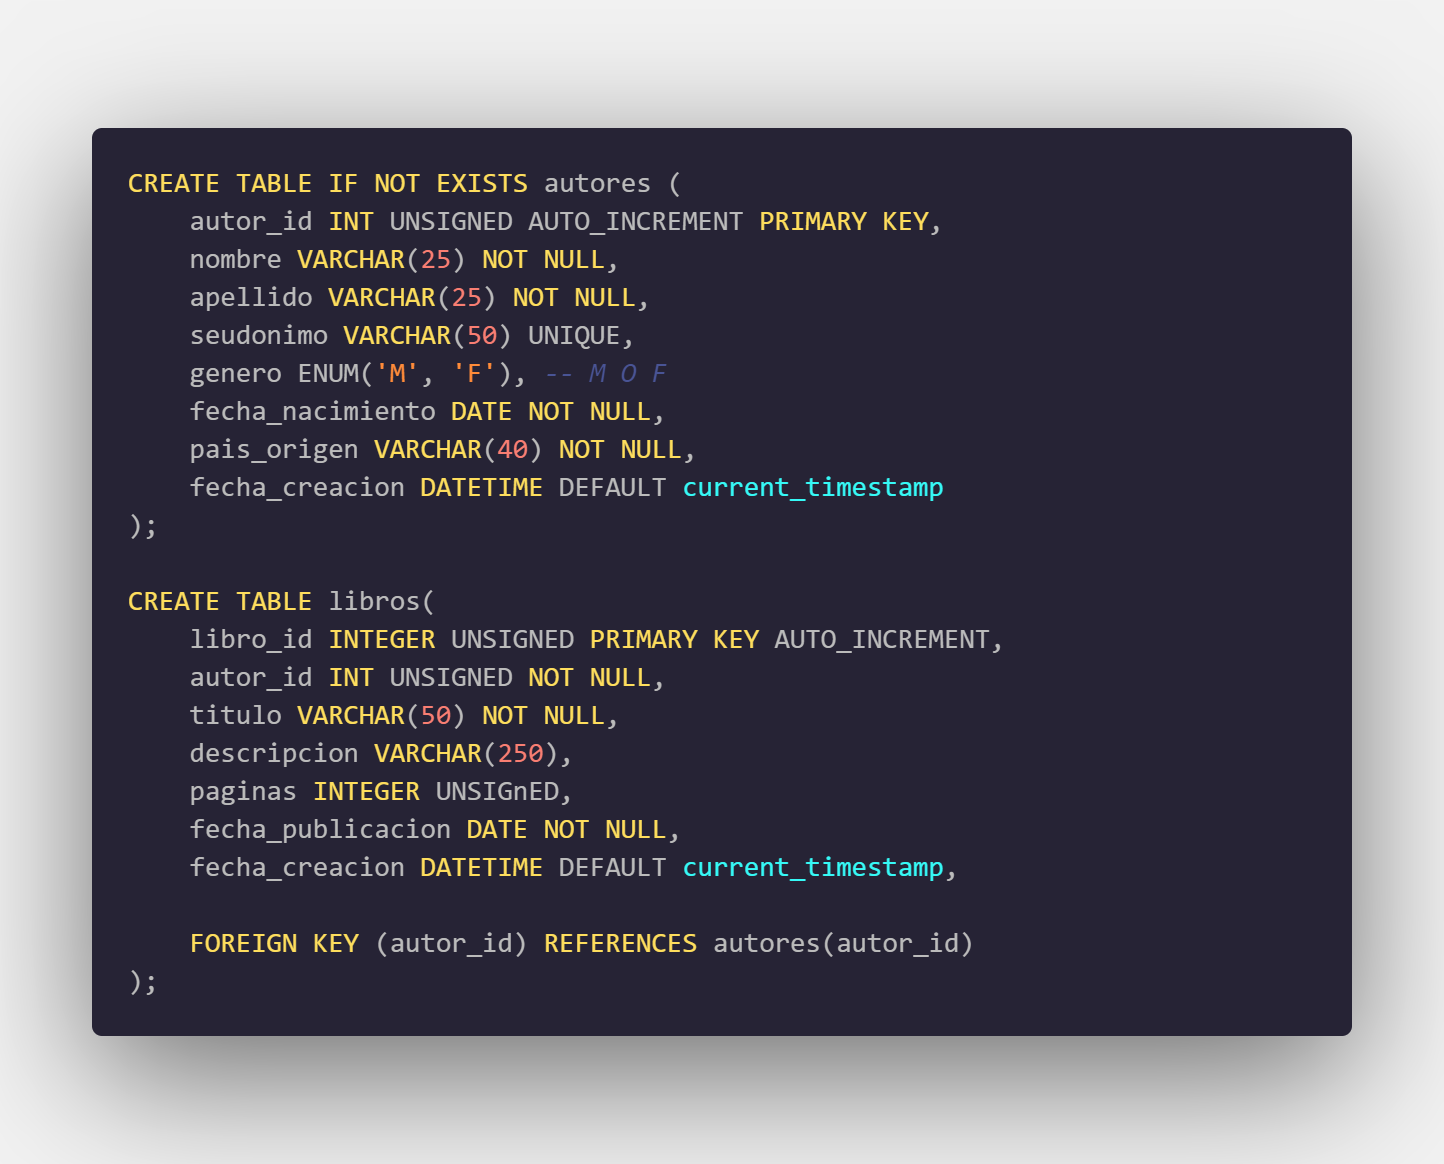 CREATE TABLE IF NOT EXISTS autores (
    autor_id INT UNSIGNED AUTO_INCREMENT PRIMARY KEY,
    nombre VARCHAR(25) NOT NULL,
    apellido VARCHAR(25) NOT NULL,
    seudonimo VARCHAR(50) UNIQUE,
    genero ENUM('M', 'F'), -- M O F
    fecha_nacimiento DATE NOT NULL,
    pais_origen VARCHAR(40) NOT NULL,
    fecha_creacion DATETIME DEFAULT current_timestamp
);

CREATE TABLE libros(
    libro_id INTEGER UNSIGNED PRIMARY KEY AUTO_INCREMENT,
    autor_id INT UNSIGNED NOT NULL,
    titulo VARCHAR(50) NOT NULL,
    descripcion VARCHAR(250),
    paginas INTEGER UNSIGnED,
    fecha_publicacion DATE NOT NULL,
    fecha_creacion DATETIME DEFAULT current_timestamp,

    FOREIGN KEY (autor_id) REFERENCES autores(autor_id)
);